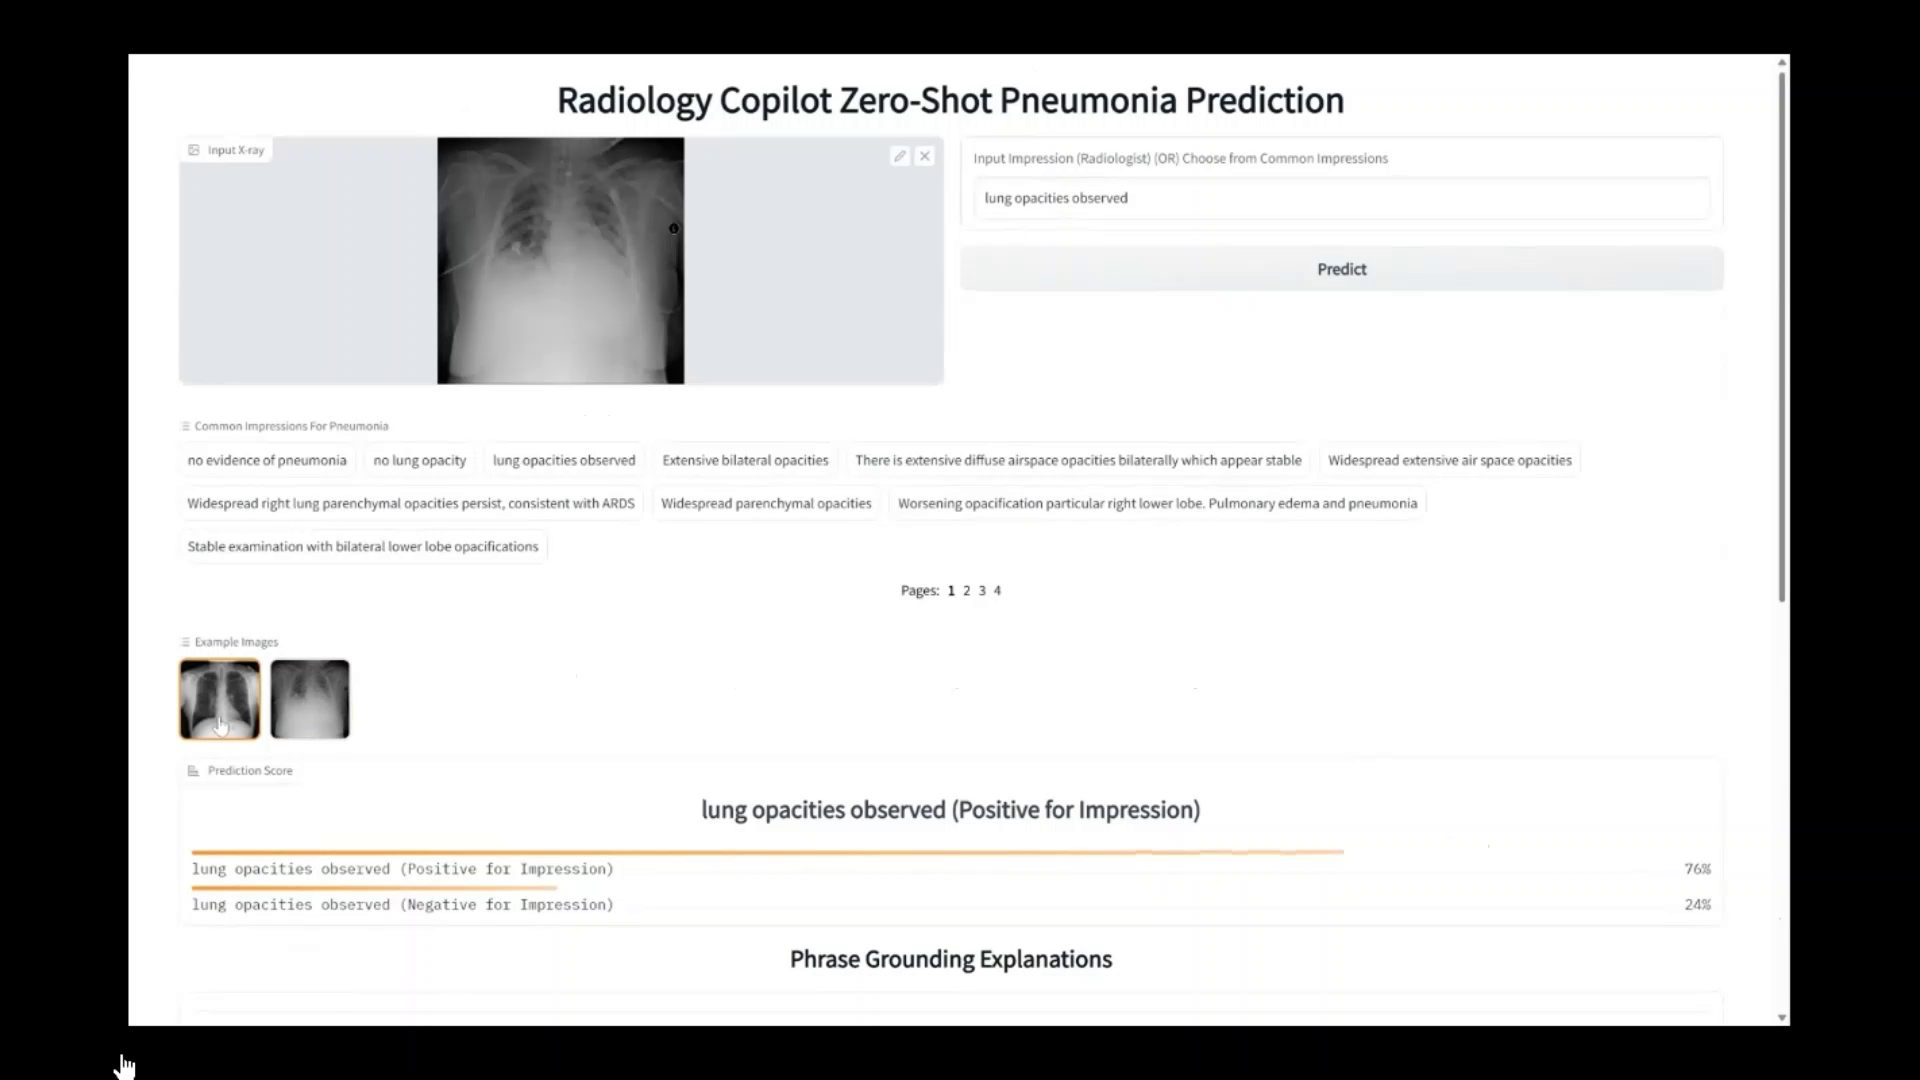 Radiology Copilot Zero-Shot Pneumonia Prediction
Input X-ray
Input Impression (Radiologist) (OR) Choose from Common Impressions
lung opacities observed
Predict
Common Impressions For Pneumonia
no evidence of pneumonia
no lung opacity
lung opacities observed
Extensive bilateral opacities
There is extensive diffuse airspace opacities bilaterally which appear stable
Widespread extensive air space opacities
Widespread right lung parenchymal opacities persist, consistent with ARDS
Widespread parenchymal opacities
Worsening opacification particular right lower lobe. Pulmonary edema and pneumonia
Stable examination with bilateral lower lobe opacifications
Pages: 1 2 3 4
Example Images
Prediction Score
lung opacities observed (Positive for Impression)
lung opacities observed (Positive for Impression) 76%
lung opacities observed (Negative for Impression) 24%
Phrase Grounding Explanations